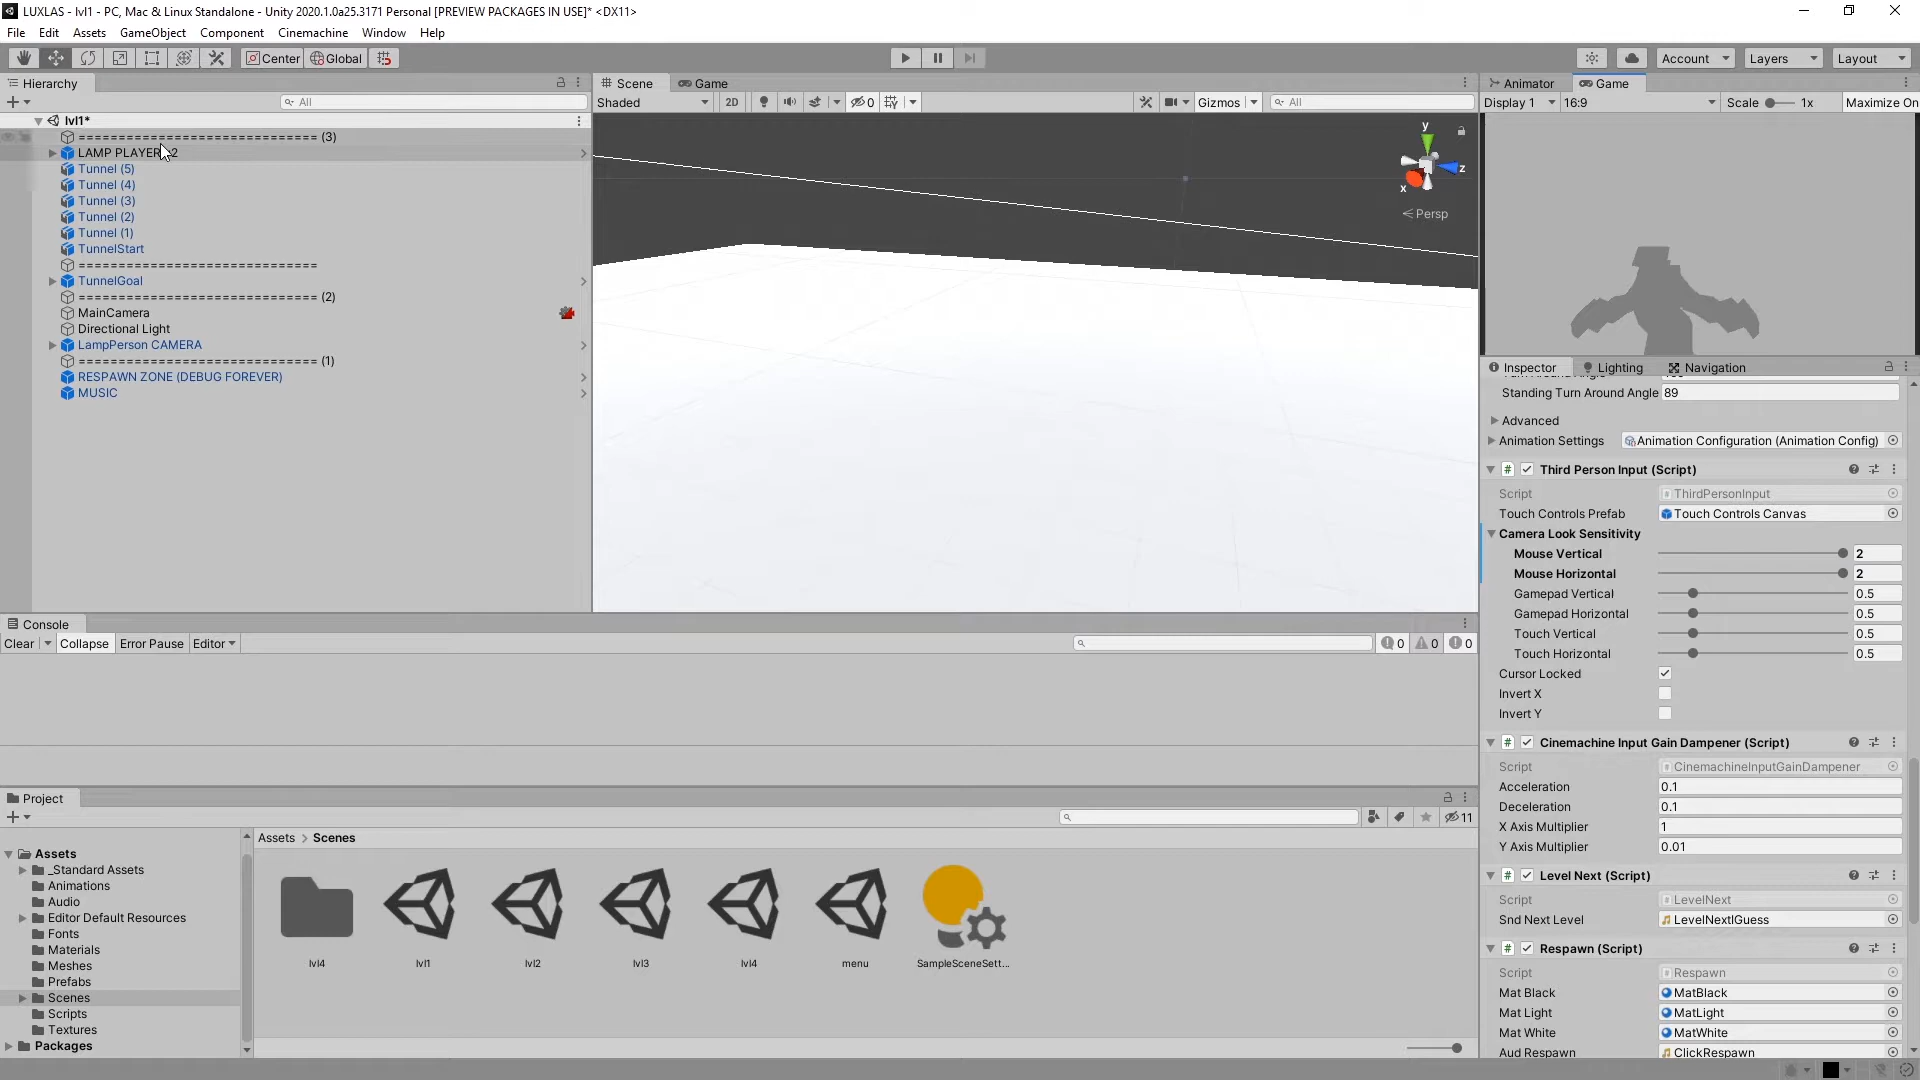 LUXLAS - lvl1 - PC, Mac & Linux Standalone - Unity 2020.1.0a25.3171 Personal [PREVIEW PACKAGES IN USE]* <DX11>
File Edit Assets GameObject Component Cinemachine Window Help
Center Global Account Layers Layout
Hierarchy
All
lvl1*
============================== (3)
LAMP PLAYER 2
Tunnel (5)
Tunnel (4)
Tunnel (3)
Tunnel (2)
Tunnel (1)
TunnelStart
==============================
TunnelGoal
============================== (2)
MainCamera
Directional Light
LampPerson CAMERA
============================== (1)
RESPAWN ZONE (DEBUG FOREVER)
MUSIC
Scene Game
Shaded 2D 0 Gizmos All
y
z
x
< Persp
Animator Game
Display 1 16:9 Scale 1x Maximize On
Inspector Lighting Navigation
Standing Turn Around Angle 89
Advanced
Animation Settings Animation Configuration (Animation Config)
# Third Person Input (Script)
Script ThirdPersonInput
Touch Controls Prefab Touch Controls Canvas
Camera Look Sensitivity
Mouse Vertical 2
Mouse Horizontal 2
Gamepad Vertical 0.5
Gamepad Horizontal 0.5
Touch Vertical 0.5
Touch Horizontal 0.5
Cursor Locked
Invert X
Invert Y
# Cinemachine Input Gain Dampener (Script)
Script CinemachineInputGainDampener
Acceleration 0.1
Deceleration 0.1
X Axis Multiplier 1
Y Axis Multiplier 0.01
# Level Next (Script)
Script LevelNext
Snd Next Level LevelNextIGuess
# Respawn (Script)
Script Respawn
Mat Black MatBlack
Mat Light MatLight
Mat White MatWhite
Aud Respawn ClickRespawn
Console
Clear Collapse Error Pause Editor 0 0 0
Project
11
Assets
_Standard Assets
Animations
Audio
Editor Default Resources
Fonts
Materials
Meshes
Prefabs
Scenes
Scripts
Textures
Packages
Assets > Scenes
lvl4 lvl1 lvl2 lvl3 lvl4 menu SampleSceneSett...